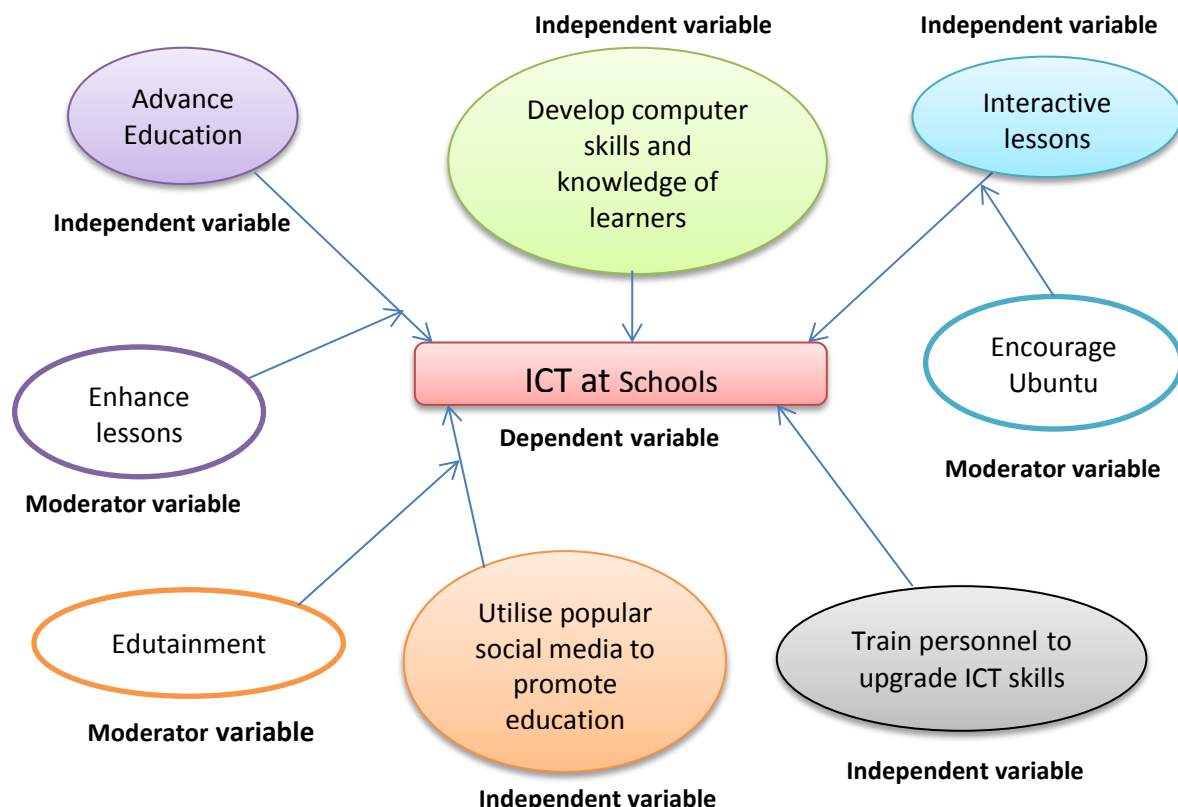 Independent variable
Independent variable
Advance
Education
Develop computer
skills and
knowledge of
learners
Interactive
lessons
Independent variable
Enhance
lessons
Moderator variable
ICT at Schools
Dependent variable
Encourage
Ubuntu
Moderator variable
Edutainment
Moderator variable
Utilise popular
social media to
promote
education
Independent variable
Train personnel to
upgrade ICT skills
Independent variable